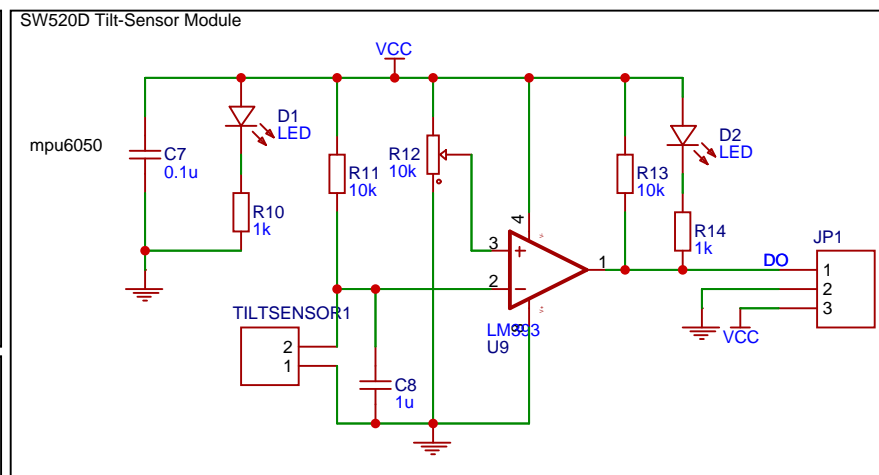 SW520D Tilt-Sensor Module
VCC
mpu6050
C7
0.1u
D1
LED
R10
1k
R11
10k
R12
10k
R13
10k
D2
LED
R14
1k
4
3
2
1
8
LM393
U9
TILTSENSOR1
2
1
C8
1u
DO
JP1
1
2
3
VCC